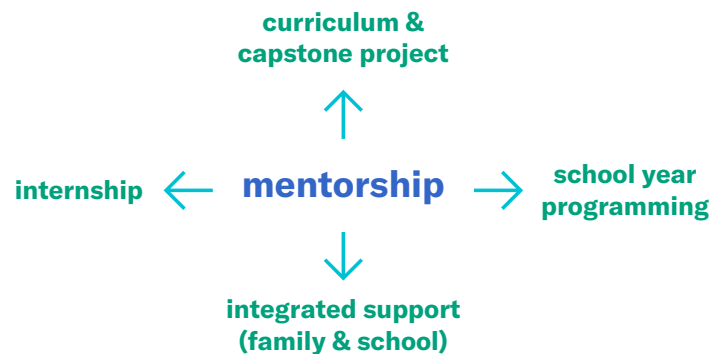 curriculum &
capstone project
internship
mentorship
school year
programming
integrated support
(family & school)